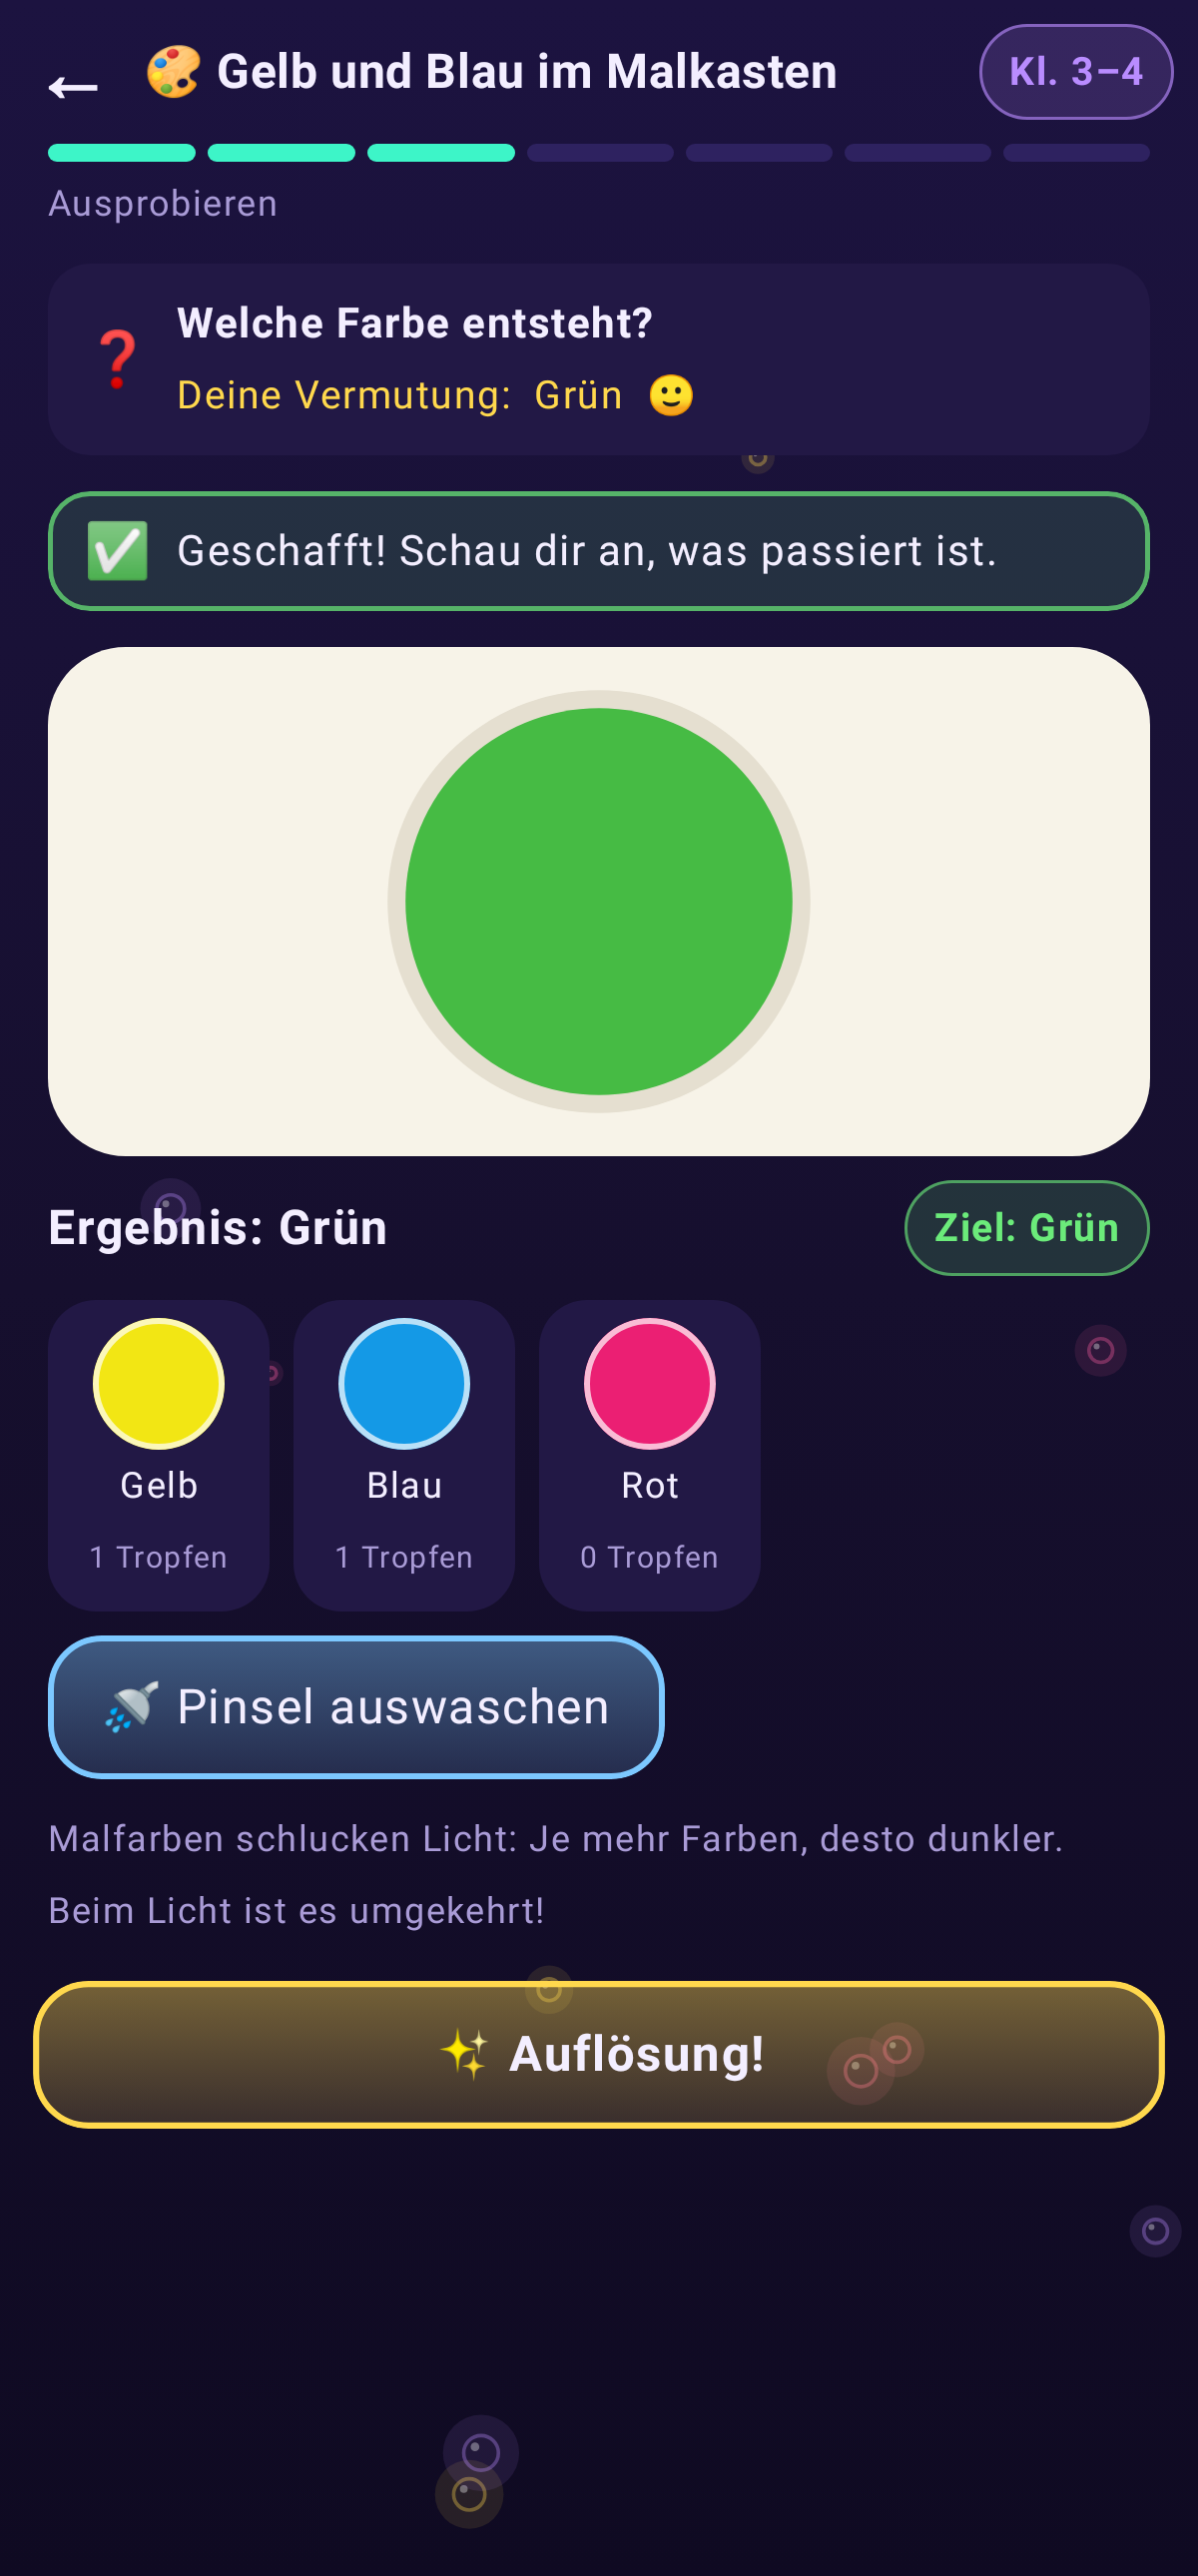 ← 🎨 Gelb und Blau im Malkasten
Kl. 3–4
Ausprobieren
❓ Welche Farbe entsteht?
Deine Vermutung: Grün 🙂
✅ Geschafft! Schau dir an, was passiert ist.
Ergebnis: Grün
Ziel: Grün
Gelb
1 Tropfen
Blau
1 Tropfen
Rot
0 Tropfen
🚿 Pinsel auswaschen
Malfarben schlucken Licht: Je mehr Farben, desto dunkler.
Beim Licht ist es umgekehrt!
✨ Auflösung!